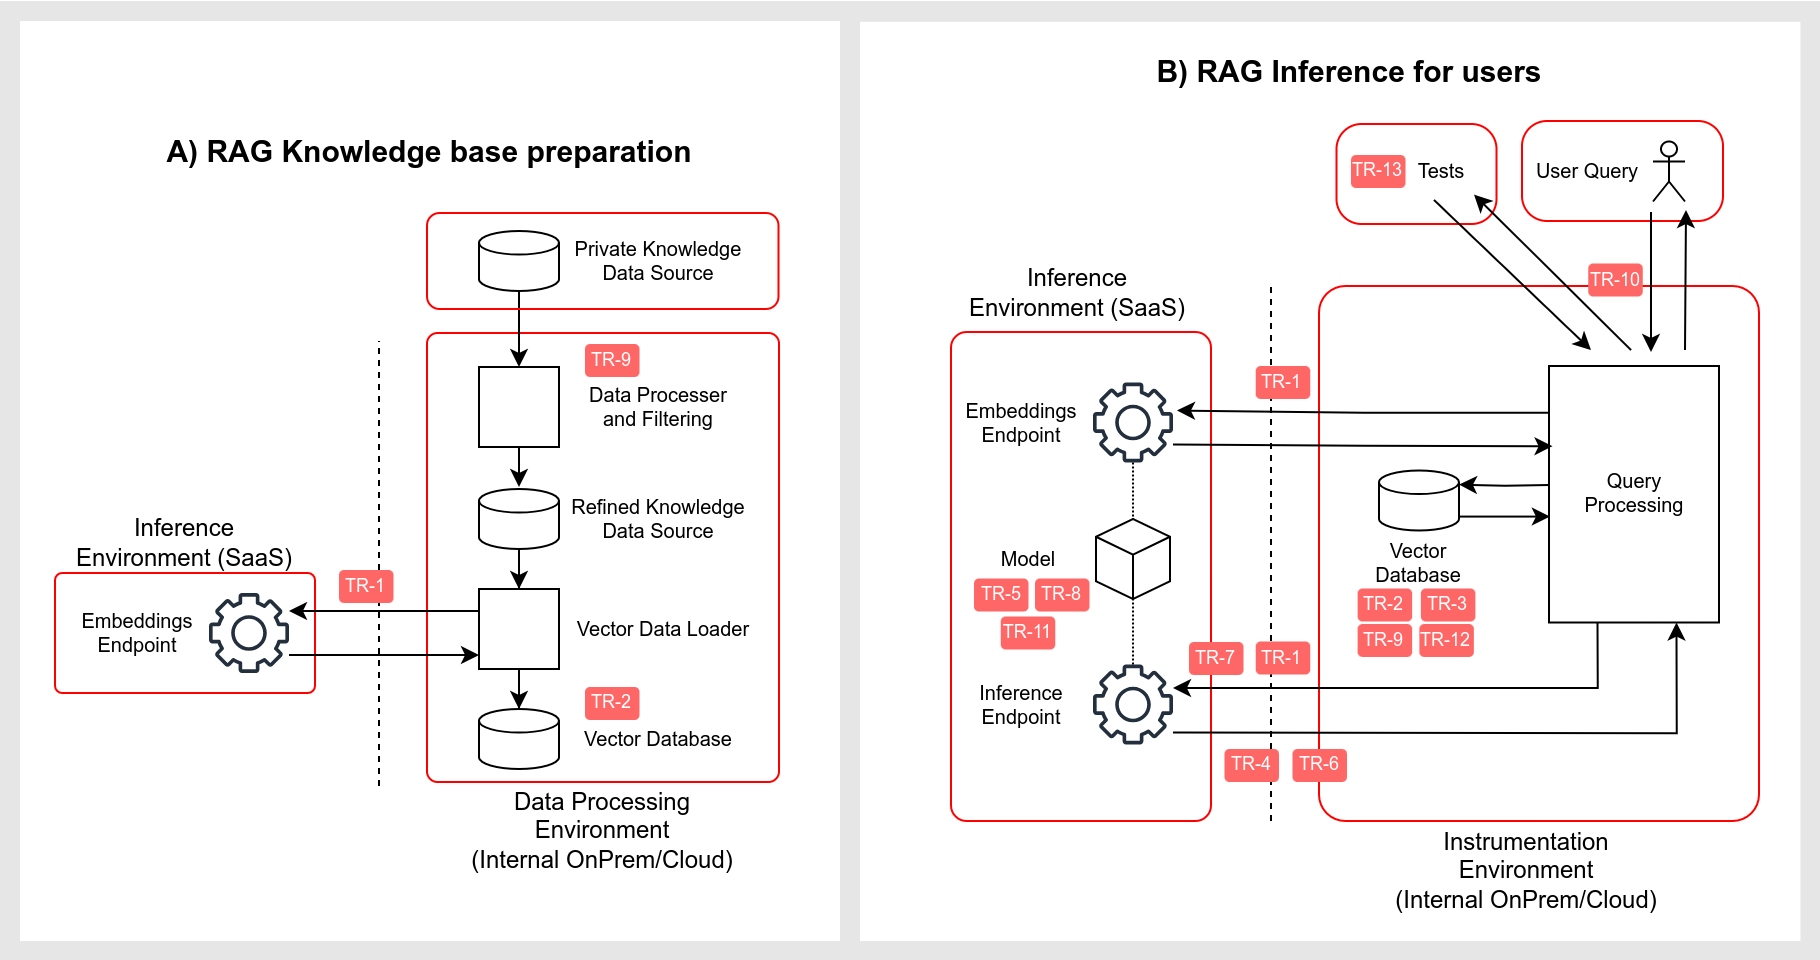 A) RAG Knowledge base preparation
Private Knowledge
Data Source
TR-9
Data Processer
and Filtering
Refined Knowledge
Data Source
Inference
Environment (SaaS)
TR-1
Embeddings
Endpoint
Vector Data Loader
TR-2
Vector Database
Data Processing
Environment
(Internal OnPrem/Cloud)
B) RAG Inference for users
TR-13
Tests
User Query
TR-10
Inference
Environment (SaaS)
TR-1
Embeddings
Endpoint
Query
Processing
Vector
Database
TR-2
TR-3
TR-9
TR-12
Model
TR-5
TR-8
TR-11
TR-7
TR-1
Inference
Endpoint
TR-4
TR-6
Instrumentation
Environment
(Internal OnPrem/Cloud)